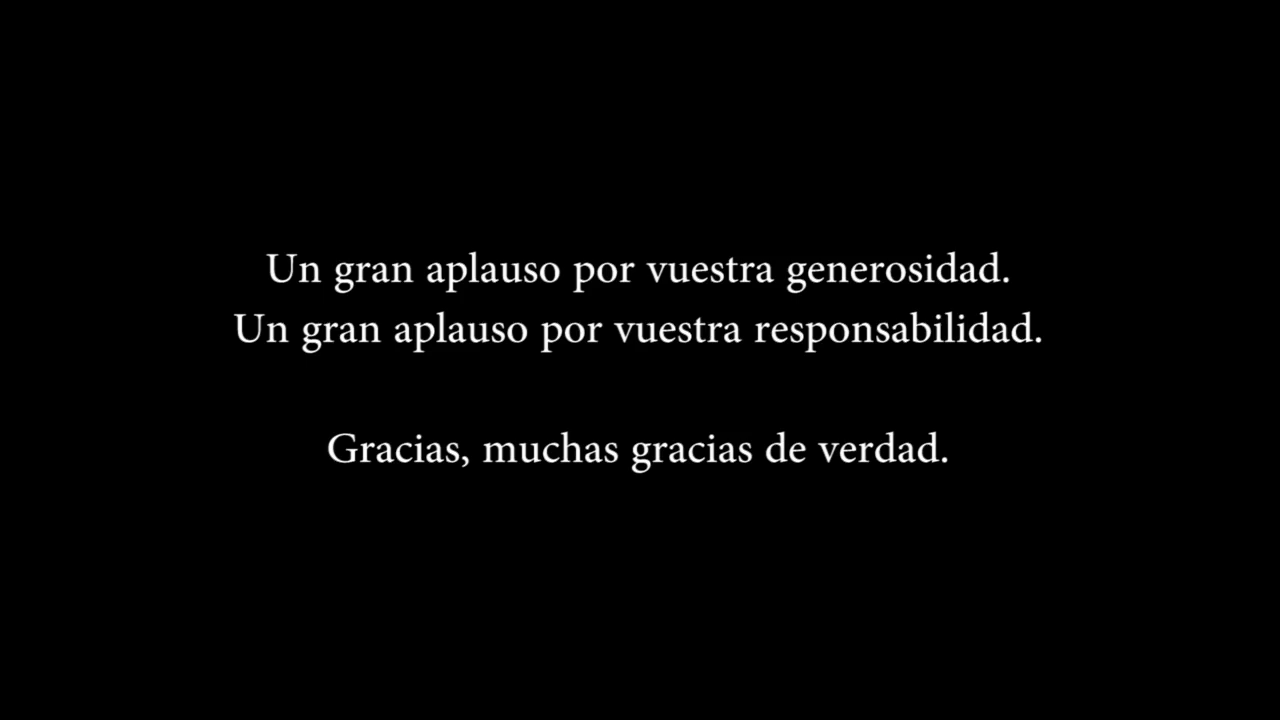 Un gran aplauso por vuestra generosidad.
Un gran aplauso por vuestra responsabilidad.
Gracias, muchas gracias de verdad.